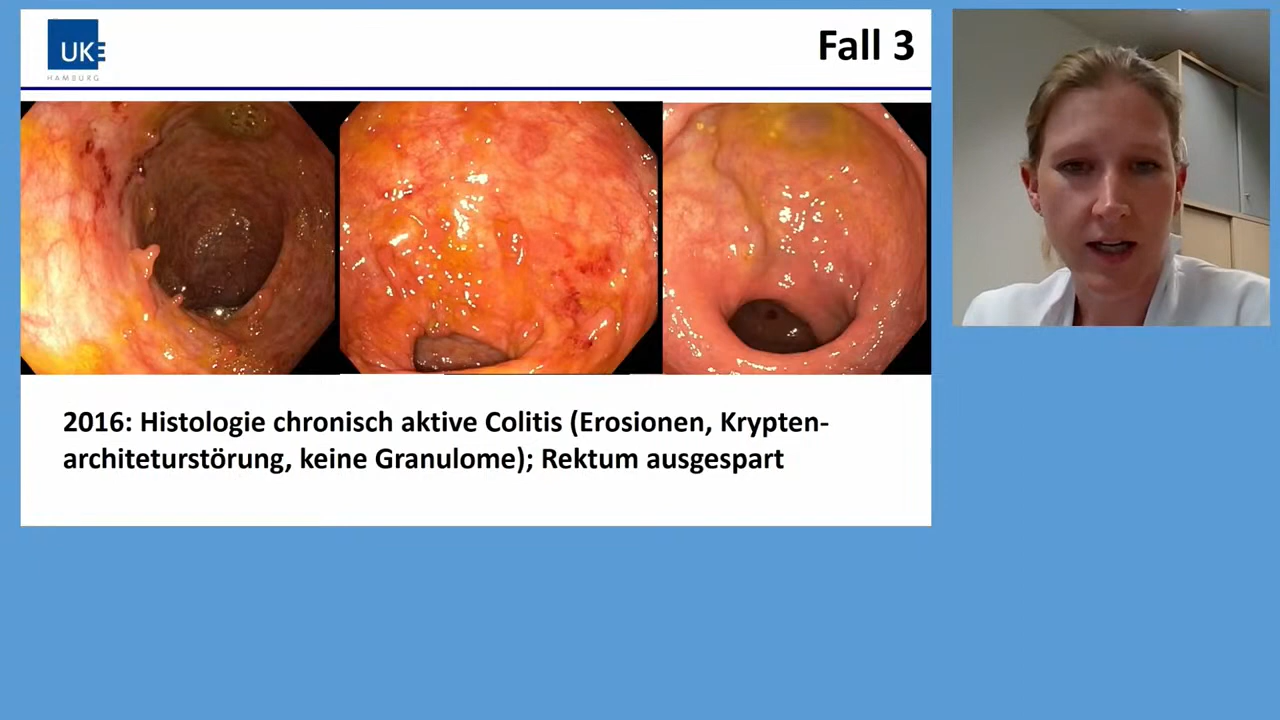 UKE
HAMBURG
Fall 3
2016: Histologie chronisch aktive Colitis (Erosionen, Krypten-
architeturstörung, keine Granulome); Rektum ausgespart